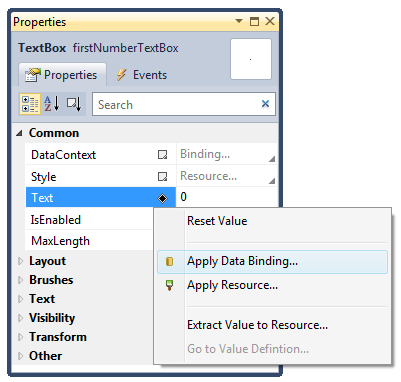 Properties
TextBox firstNumberTextBox
Properties Events
Search
Common
DataContext Binding...
Style Resource...
Text 0
IsEnabled
Reset Value
MaxLength
Layout
Apply Data Binding...
Brushes
Text
Apply Resource...
Visibility
Transform
Extract Value to Resource...
Other
Go to Value Defintion...